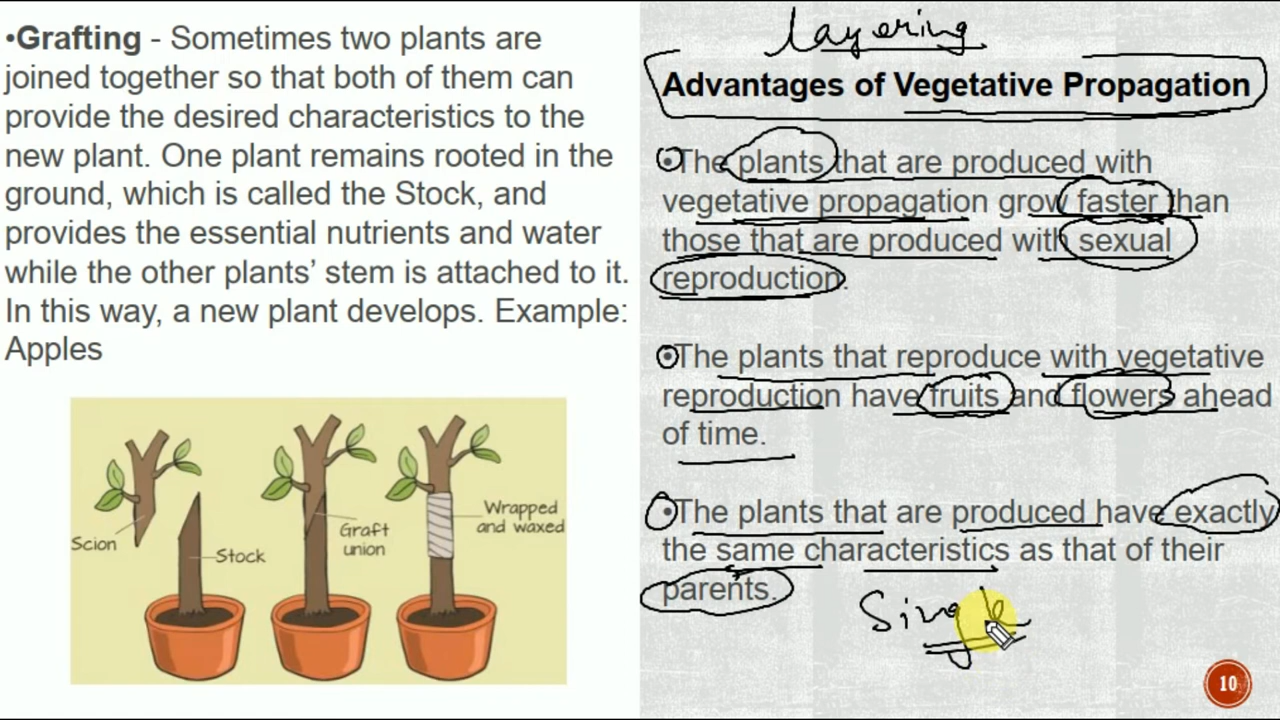 •Grafting - Sometimes two plants are
joined together so that both of them can
provide the desired characteristics to the
new plant. One plant remains rooted in the
ground, which is called the Stock, and
provides the essential nutrients and water
while the other plants’ stem is attached to it.
In this way, a new plant develops. Example:
Apples
Scion
Stock
Graft
union
Wrapped
and waxed
layering
Advantages of Vegetative Propagation
•The plants that are produced with
vegetative propagation grow faster than
those that are produced with sexual
reproduction.
•The plants that reproduce with vegetative
reproduction have fruits and flowers ahead
of time.
•The plants that are produced have exactly
the same characteristics as that of their
parents.
Single
10